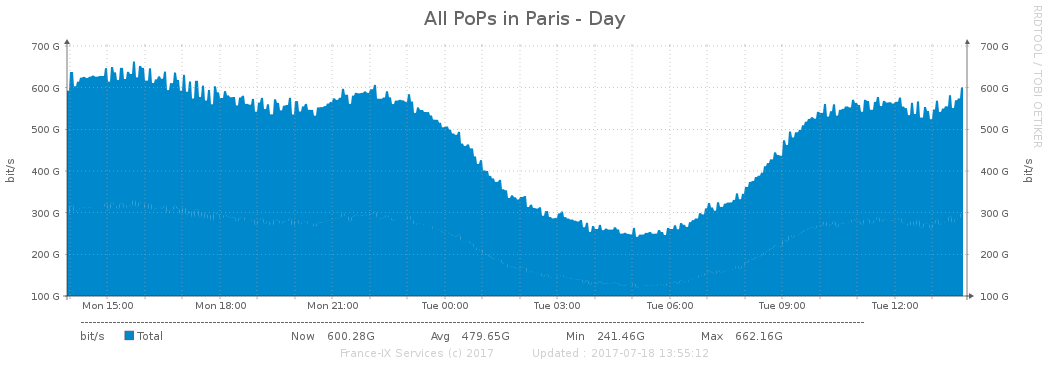 All PoPs in Paris - Day
RRDTOOL / TOBI OETIKER
700 G 700 G
600 G 600 G
500 G 500 G
400 G 400 G
300 G 300 G
200 G 200 G
100 G 100 G
bit/s bit/s
Mon 15:00 Mon 18:00 Mon 21:00 Tue 00:00 Tue 03:00 Tue 06:00 Tue 09:00 Tue 12:00
bit/s Total Now 600.28G Avg 479.65G Min 241.46G Max 662.16G
France-IX Services (c) 2017 Updated : 2017-07-18 13:55:12